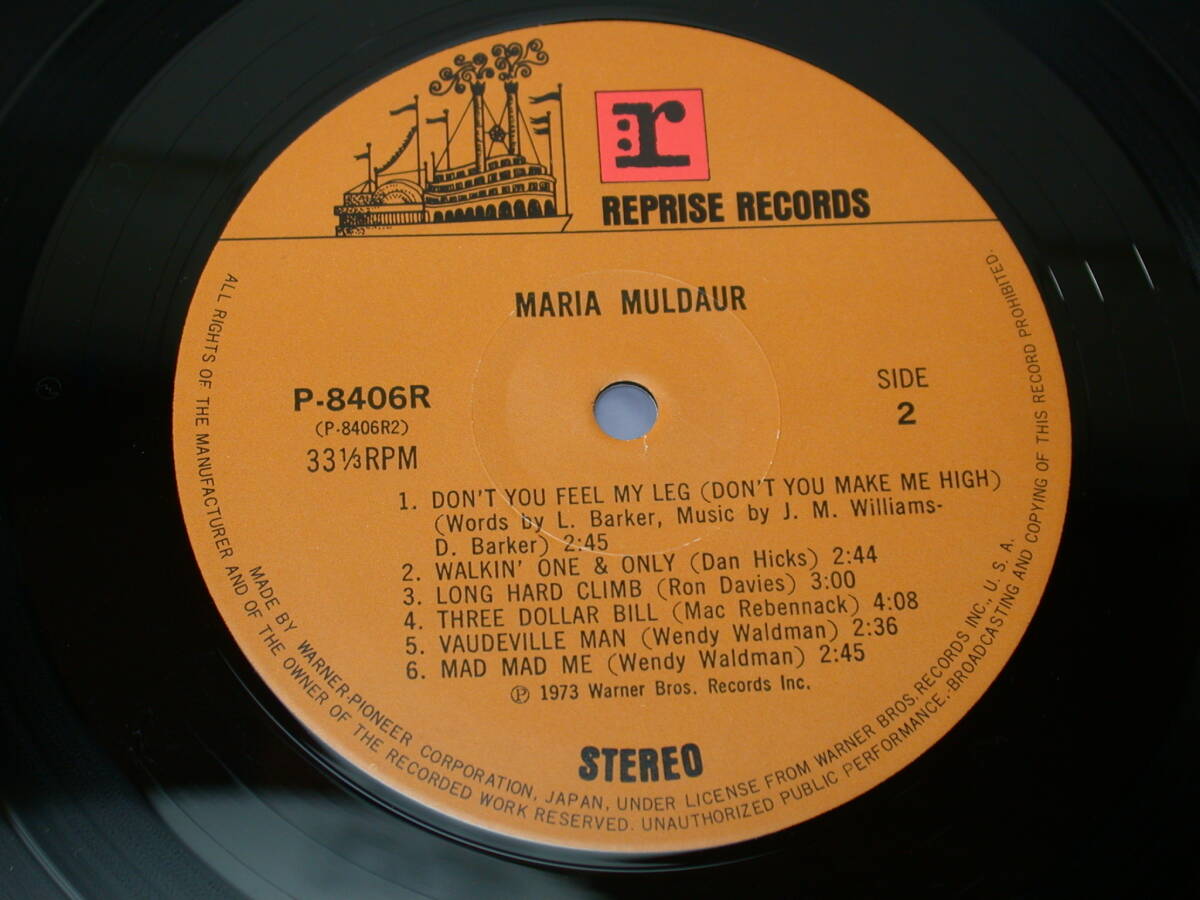 r
REPRISE RECORDS
MARIA MULDAUR
P-8406R
(P-8406R2)
33⅓RPM
SIDE
2
1. DON'T YOU FEEL MY LEG (DON'T YOU MAKE ME HIGH)
(Words by L. Barker, Music by J. M. Williams-
D. Barker) 2:45
2. WALKIN' ONE & ONLY (Dan Hicks) 2:44
3. LONG HARD CLIMB (Ron Davies) 3:00
4. THREE DOLLAR BILL (Mac Rebennack) 4:08
5. VAUDEVILLE MAN (Wendy Waldman) 2:36
6. MAD MAD ME (Wendy Waldman) 2:45
Ⓟ 1973 Warner Bros. Records Inc.
STEREO
MADE BY WARNER-PIONEER CORPORATION, JAPAN, UNDER LICENSE FROM WARNER BROS. RECORDS INC., U. S. A.
ALL RIGHTS OF THE MANUFACTURER AND OF THE OWNER OF THE RECORDED WORK RESERVED. UNAUTHORIZED PUBLIC PERFORMANCE, BROADCASTING AND COPYING OF THIS RECORD PROHIBITED.